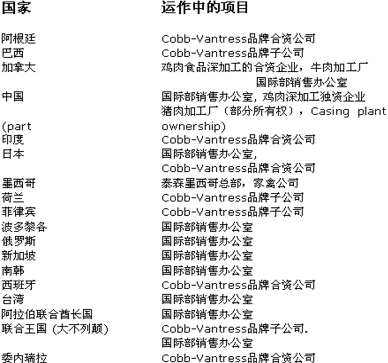 国家 运作中的项目
阿根廷 Cobb-Vantress品牌合资公司
巴西 Cobb-Vantress品牌子公司
加拿大 鸡肉食品深加工的合资企业，牛肉加工厂
国际部销售办公室
中国 国际部销售办公室, 鸡肉深加工独资企业
猪肉加工厂（部分所有权），Casing plant
(part ownership)
印度 Cobb-Vantress品牌合资公司
日本 国际部销售办公室,
Cobb-Vantress品牌合资公司
墨西哥 泰森墨西哥总部，家禽公司
荷兰 Cobb-Vantress品牌子公司
菲律宾 Cobb-Vantress品牌子公司
波多黎各 国际部销售办公室
俄罗斯 国际部销售办公室
新加坡 国际部销售办公室
南韩 国际部销售办公室
西班牙 Cobb-Vantress品牌合资公司
台湾 国际部销售办公室
阿拉伯联合酋长国 国际部销售办公室
联合王国 (大不列颠) Cobb-Vantress品牌子公司.
国际部销售办公室
委内瑞拉 Cobb-Vantress品牌合资公司